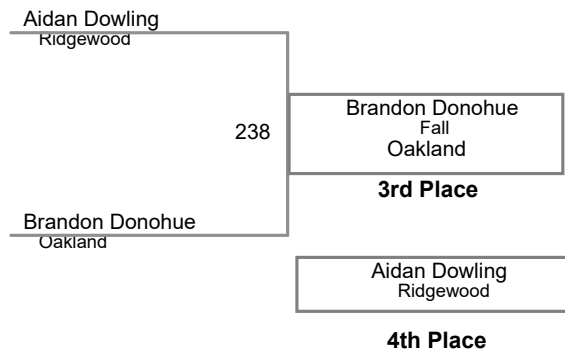 Aidan Dowling
Ridgewood
238
Brandon Donohue
Fall
Oakland
3rd Place
Brandon Donohue
Oakland
Aidan Dowling
Ridgewood
4th Place